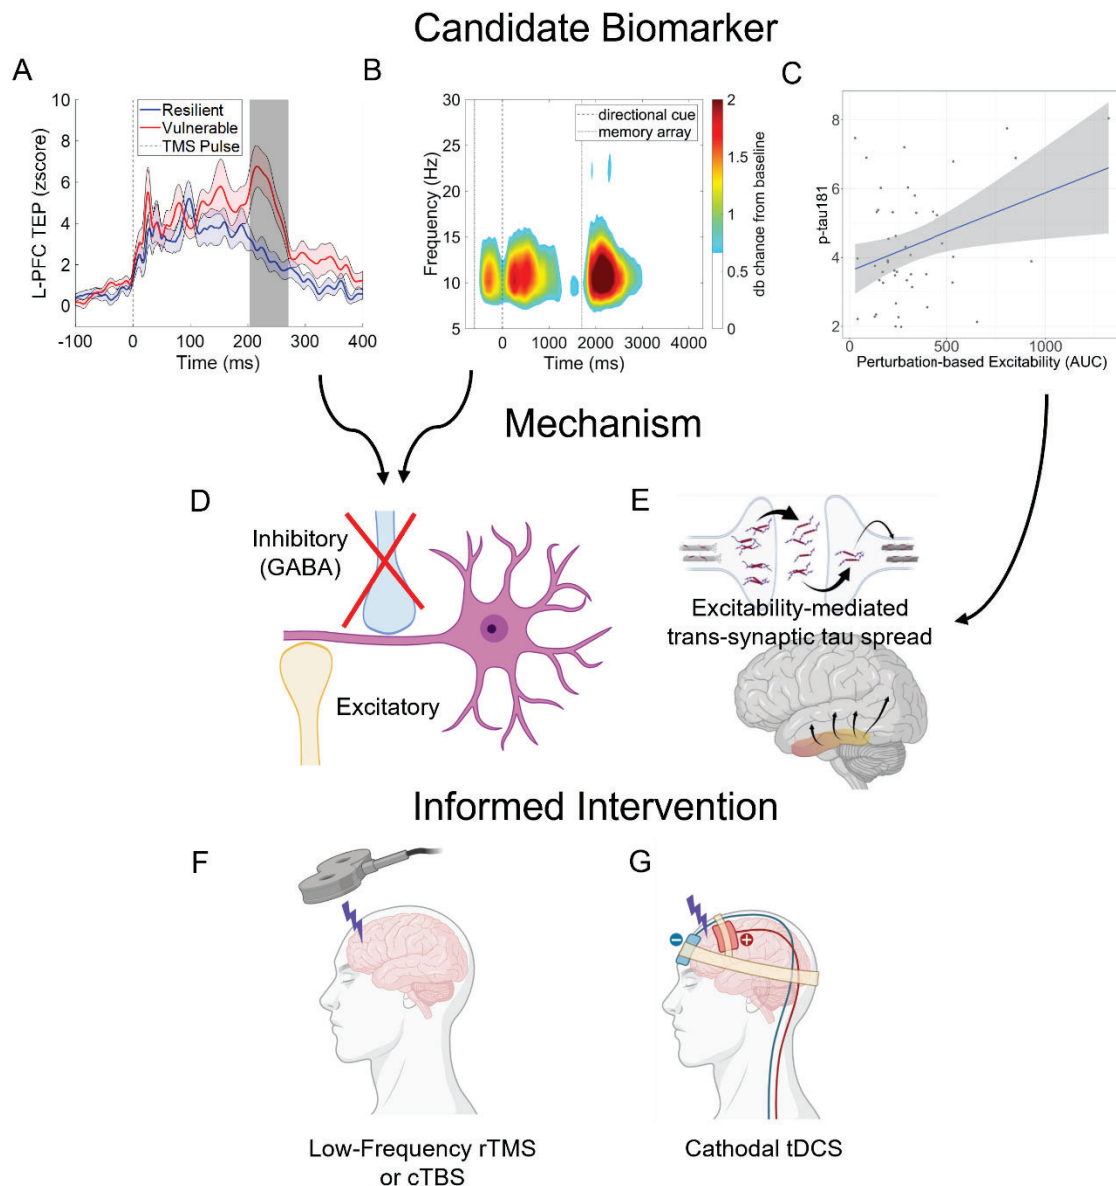 Candidate Biomarker
A
L-PFC TEP (zscore)
10
8
6
4
2
0
-100
0
100
200
300
400
Time (ms)
Resilient
Vulnerable
TMS Pulse
B
Frequency (Hz)
30
25
20
15
10
5
0
1000
2000
3000
4000
Time (ms)
directional cue
memory array
2
1.5
1
0.5
0
db chance from baseline
C
p-tau181
8
6
4
2
0
500
1000
Perturbation-based Excitability (AUC)
Mechanism
D
Inhibitory
(GABA)
Excitatory
E
Excitability-mediated
trans-synaptic tau spread
Informed Intervention
F
Low-Frequency rTMS
or cTBS
G
−
+
Cathodal tDCS